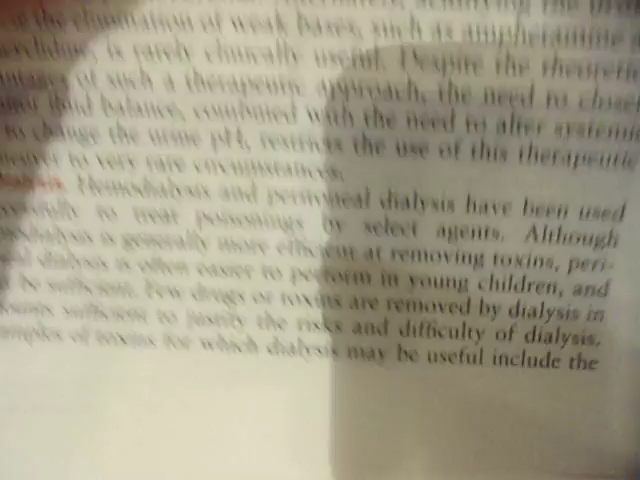 of the elimination of weak bases, such as amphetamine
is rarely clinically useful. Despite the
of such a therapeutic approach, the need to
fluid balance, combined with the need to alter
to change the urine pH, restricts the use of this therapeutic
to very rare circumstances.
Hemodialysis and peritoneal dialysis have been used
to treat poisonings by select agents. Although
is generally more efficient at removing toxins, peri-
dialysis is often easier to perform in young children, and
be sufficient. Few drugs or toxins are removed by dialysis in
sufficient to justify the risks and difficulty of dialysis.
of toxins for which dialysis may be useful include the